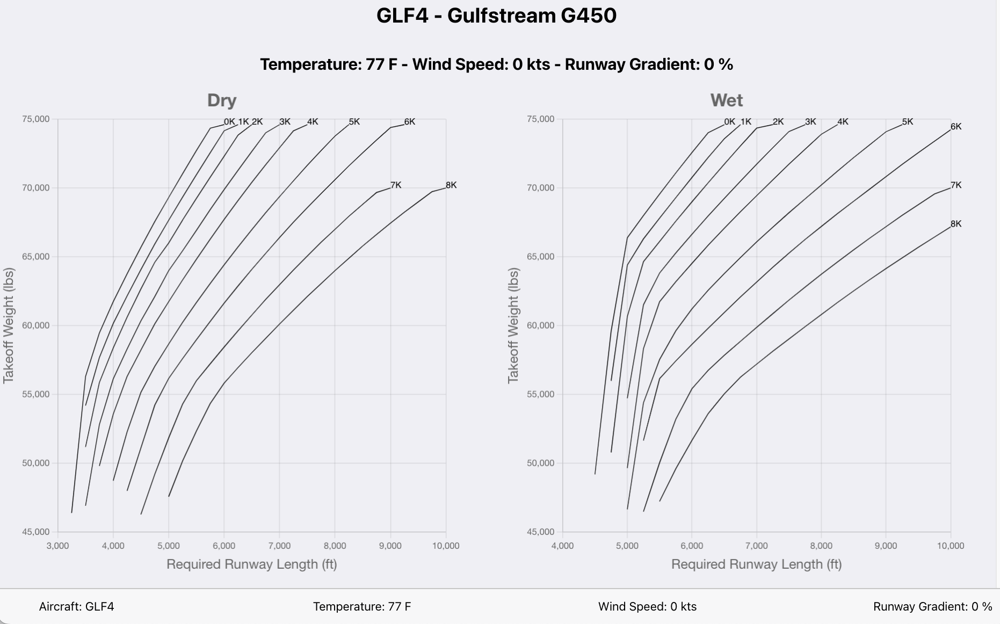 GLF4 - Gulfstream G450
Temperature: 77 F - Wind Speed: 0 kts - Runway Gradient: 0 %
Dry
75,000
70,000
65,000
60,000
55,000
50,000
45,000
Takeoff Weight (lbs)
0K 1K 2K 3K 4K 5K 6K
7K 8K
3,000 4,000 5,000 6,000 7,000 8,000 9,000 10,000
Required Runway Length (ft)
Wet
75,000
70,000
65,000
60,000
55,000
50,000
45,000
Takeoff Weight (lbs)
0K 1K 2K 3K 4K 5K
6K
7K
8K
4,000 5,000 6,000 7,000 8,000 9,000 10,000
Required Runway Length (ft)
Aircraft: GLF4 Temperature: 77 F Wind Speed: 0 kts Runway Gradient: 0 %